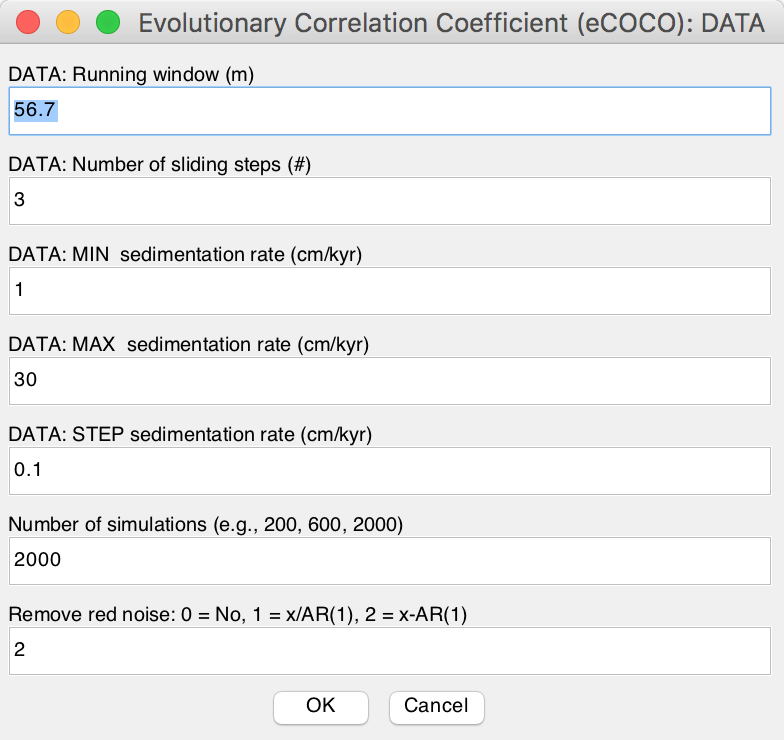 Evolutionary Correlation Coefficient (eCOCO): DATA
DATA: Running window (m)
56.7
DATA: Number of sliding steps (#)
3
DATA: MIN  sedimentation rate (cm/kyr)
1
DATA: MAX  sedimentation rate (cm/kyr)
30
DATA: STEP sedimentation rate (cm/kyr)
0.1
Number of simulations (e.g., 200, 600, 2000)
2000
Remove red noise: 0 = No, 1 = x/AR(1), 2 = x-AR(1)
2
OK Cancel